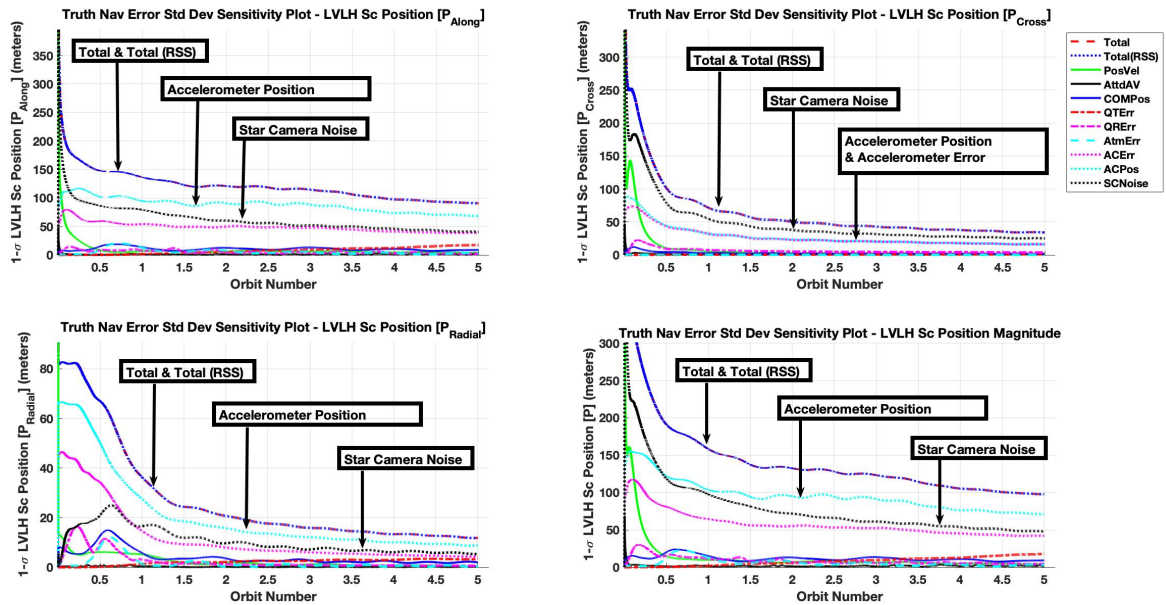 Truth Nav Error Std Dev Sensitivity Plot - LVLH Sc Position [P_Along]
1-σ LVLH Sc Position [P_Along] (meters)
350
300
250
200
150
100
50
0
Total & Total (RSS)
Accelerometer Position
Star Camera Noise
0.5 1 1.5 2 2.5 3 3.5 4 4.5 5
Orbit Number
Truth Nav Error Std Dev Sensitivity Plot - LVLH Sc Position [P_Cross]
1-σ LVLH Sc Position [P_Cross] (meters)
300
250
200
150
100
50
0
Total & Total (RSS)
Star Camera Noise
Accelerometer Position
& Accelerometer Error
0.5 1 1.5 2 2.5 3 3.5 4 4.5 5
Orbit Number
Total
Total(RSS)
PosVel
AttdAV
COMPos
QTErr
QRErr
AtmErr
ACErr
ACPos
SCNoise
Truth Nav Error Std Dev Sensitivity Plot - LVLH Sc Position [P_Radial]
1-σ LVLH Sc Position [P_Radial] (meters)
80
60
40
20
0
Total & Total (RSS)
Accelerometer Position
Star Camera Noise
0.5 1 1.5 2 2.5 3 3.5 4 4.5 5
Orbit Number
Truth Nav Error Std Dev Sensitivity Plot - LVLH Sc Position Magnitude
1-σ LVLH Sc Position [P] (meters)
300
250
200
150
100
50
0
Total & Total (RSS)
Accelerometer Position
Star Camera Noise
0.5 1 1.5 2 2.5 3 3.5 4 4.5 5
Orbit Number